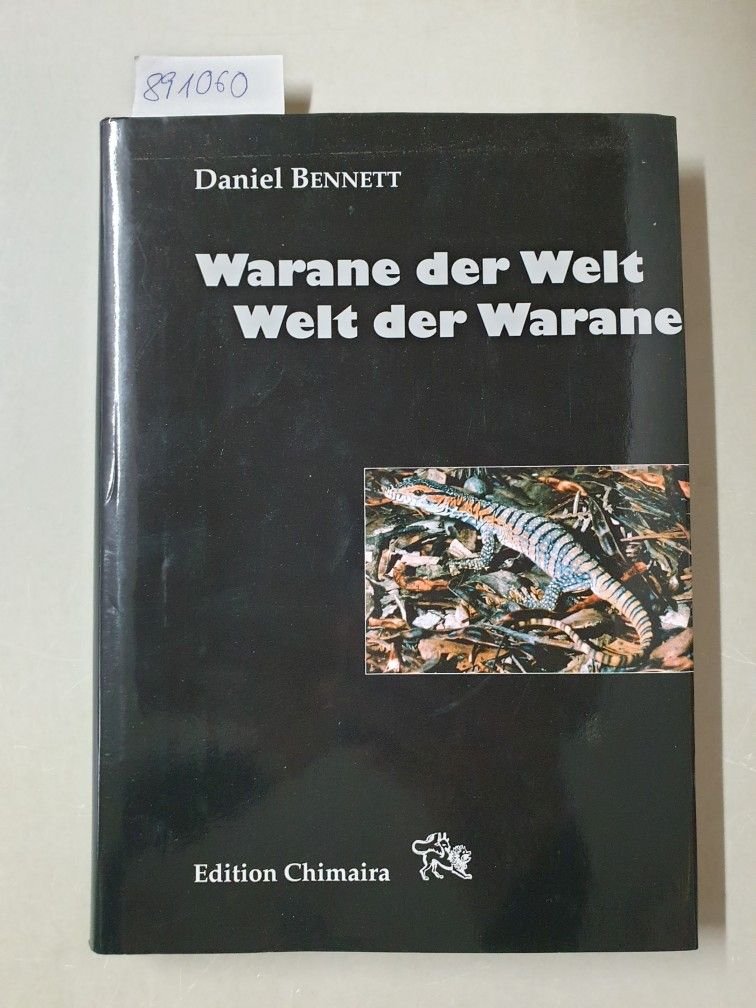 891060
Daniel BENNETT
Warane der Welt
Welt der Warane
Edition Chimaira